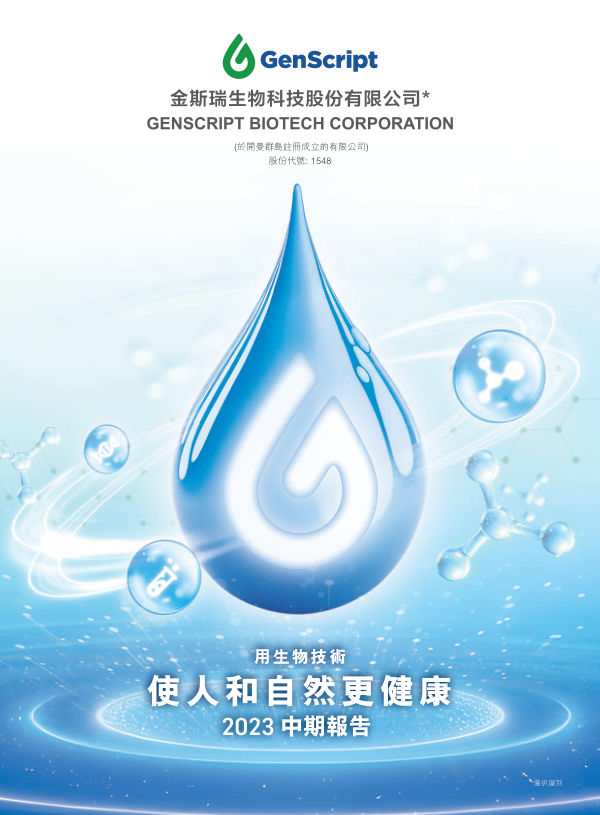 GenScript
金斯瑞生物科技股份有限公司*
GENSCRIPT BIOTECH CORPORATION
(於開曼群島註冊成立的有限公司)
股份代號: 1548
用生物技術
使人和自然更健康
2023 中期報告
*僅供識別